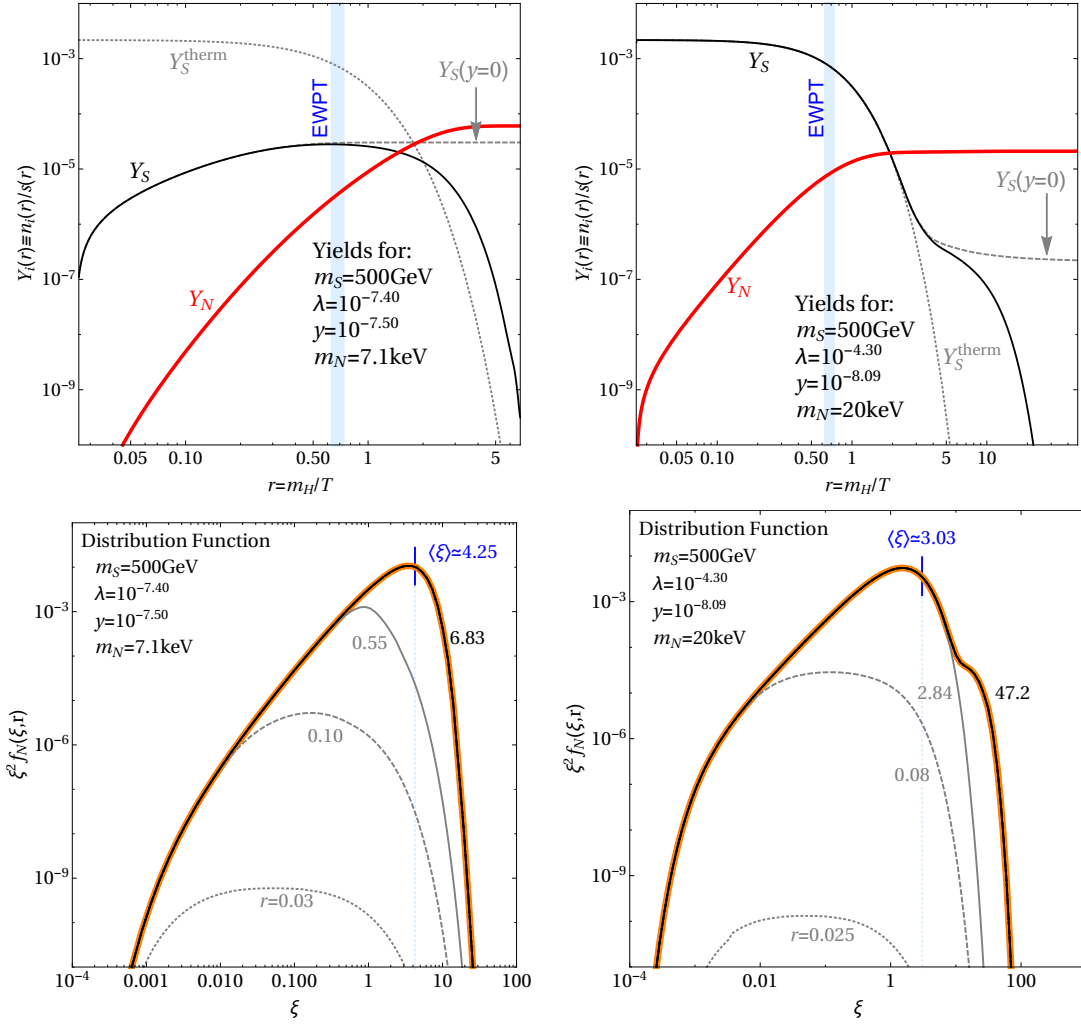 Y_S^therm
Y_S(y=0)
EWPT
Y_S
Y_N
Yields for:
m_S=500GeV
λ=10^-7.40
y=10^-7.50
m_N=7.1keV
Y_i(r)≡n_i(r)/s(r)
10^-3
10^-5
10^-7
10^-9
0.05 0.10 0.50 1 5
r=m_H/T
Y_S
EWPT
Y_S(y=0)
Y_N
Yields for:
m_S=500GeV
λ=10^-4.30
y=10^-8.09
m_N=20keV
Y_S^therm
Y_i(r)≡n_i(r)/s(r)
10^-3
10^-5
10^-7
10^-9
0.05 0.10 0.50 1 5 10
r=m_H/T
Distribution Function
m_S=500GeV
λ=10^-7.40
y=10^-7.50
m_N=7.1keV
⟨ξ⟩≃4.25
6.83
0.55
0.10
r=0.03
ξ^2 f_N(ξ,r)
10^-3
10^-6
10^-9
10^-4 0.001 0.010 0.100 1 10 100
ξ
Distribution Function
m_S=500GeV
λ=10^-4.30
y=10^-8.09
m_N=20keV
⟨ξ⟩≃3.03
2.84
47.2
0.08
r=0.025
ξ^2 f_N(ξ,r)
10^-3
10^-6
10^-9
10^-4 0.01 1 100
ξ